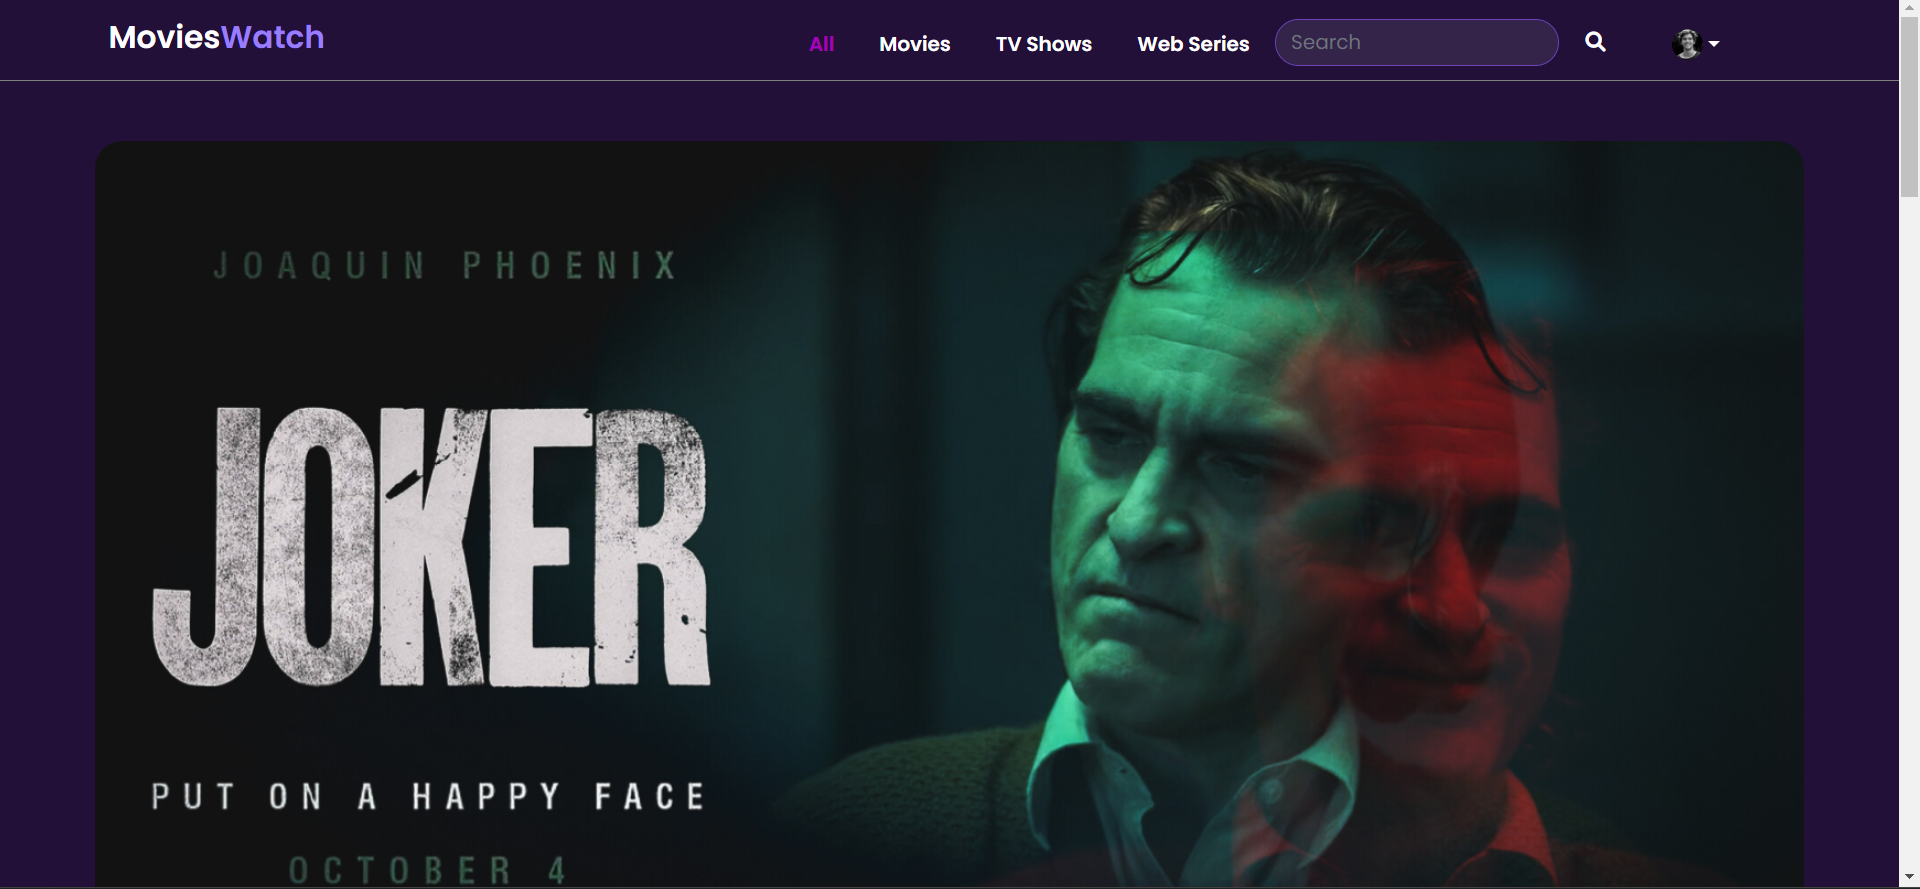 MoviesWatch
All Movies TV Shows Web Series Search
JOAQUIN PHOENIX
JOKER
PUT ON A HAPPY FACE
OCTOBER 4